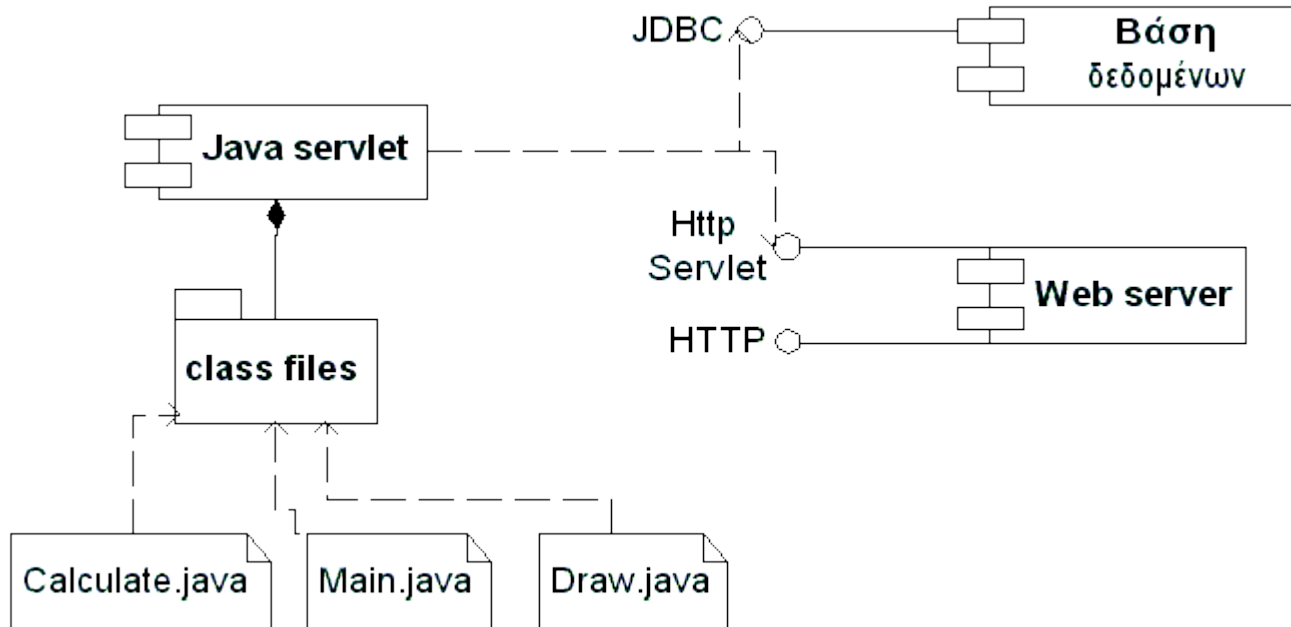 JDBC
Βάση
δεδομένων
Java servlet
Http
Servlet
Web server
HTTP
class files
Calculate.java
Main.java
Draw.java